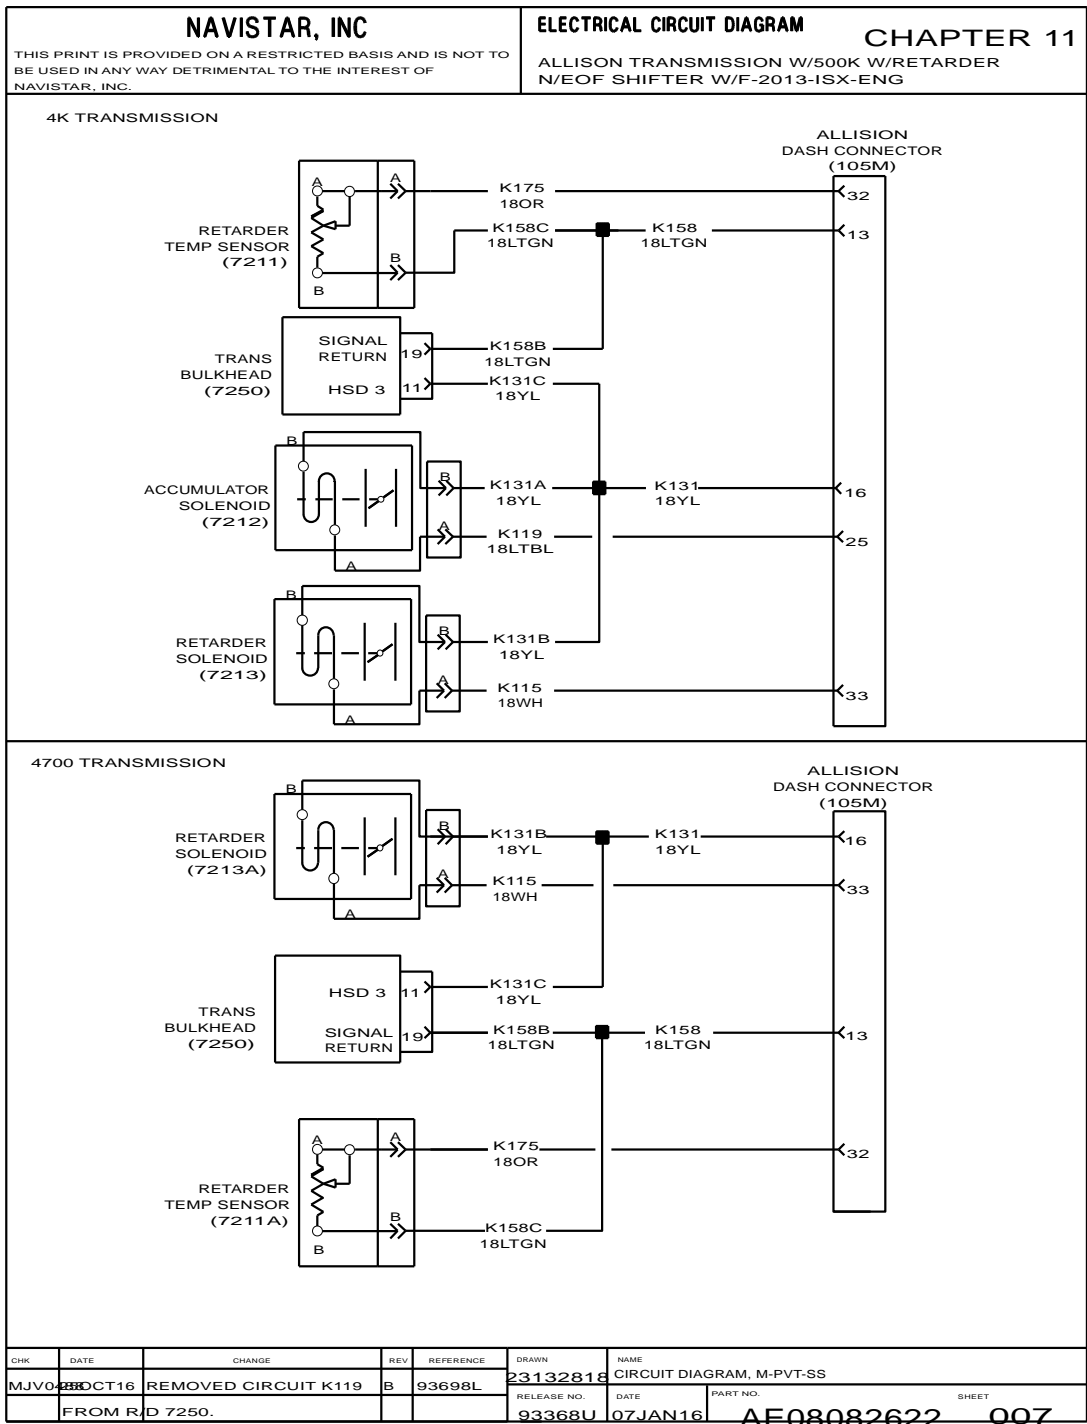 NAVISTAR, INC
THIS PRINT IS PROVIDED ON A RESTRICTED BASIS AND IS NOT TO
BE USED IN ANY WAY DETRIMENTAL TO THE INTEREST OF
NAVISTAR, INC.
ELECTRICAL CIRCUIT DIAGRAM
CHAPTER 11
ALLISON TRANSMISSION W/500K W/RETARDER
N/EOF SHIFTER W/F-2013-ISX-ENG
4K TRANSMISSION
ALLISION
DASH CONNECTOR
(105M)
RETARDER
TEMP SENSOR
(7211)
A
B
A
B
K175
18OR
32
K158C
18LTGN
K158
18LTGN
13
TRANS
BULKHEAD
(7250)
SIGNAL
RETURN
19
K158B
18LTGN
HSD 3
11
K131C
18YL
ACCUMULATOR
SOLENOID
(7212)
B
A
B
A
K131A
18YL
K131
18YL
16
K119
18LTBL
25
RETARDER
SOLENOID
(7213)
B
A
B
A
K131B
18YL
K115
18WH
33
4700 TRANSMISSION
ALLISION
DASH CONNECTOR
(105M)
RETARDER
SOLENOID
(7213A)
B
A
B
A
K131B
18YL
K131
18YL
16
K115
18WH
33
TRANS
BULKHEAD
(7250)
HSD 3
11
K131C
18YL
SIGNAL
RETURN
19
K158B
18LTGN
K158
18LTGN
13
RETARDER
TEMP SENSOR
(7211A)
A
B
A
B
K175
18OR
32
K158C
18LTGN
CHK
DATE
CHANGE
REV
REFERENCE
OCT16
REMOVED CIRCUIT K119
B
93698L
FROM R/D 7250.
DRAWN
23132818
NAME
CIRCUIT DIAGRAM, M-PVT-SS
RELEASE NO.
93368U
DATE
07JAN16
PART NO.
AF08082622
SHEET
007